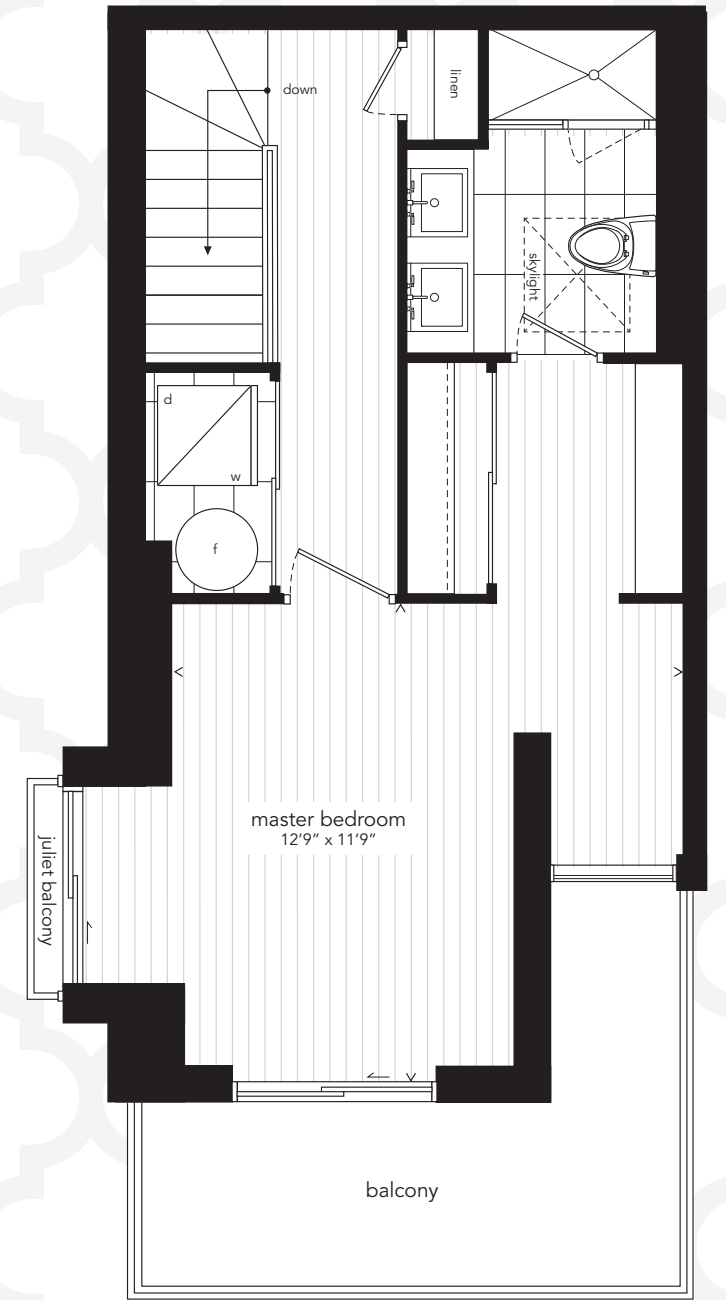 down
linen
skylight
d
w
f
master bedroom
12'9" x 11'9"
juliet balcony
balcony